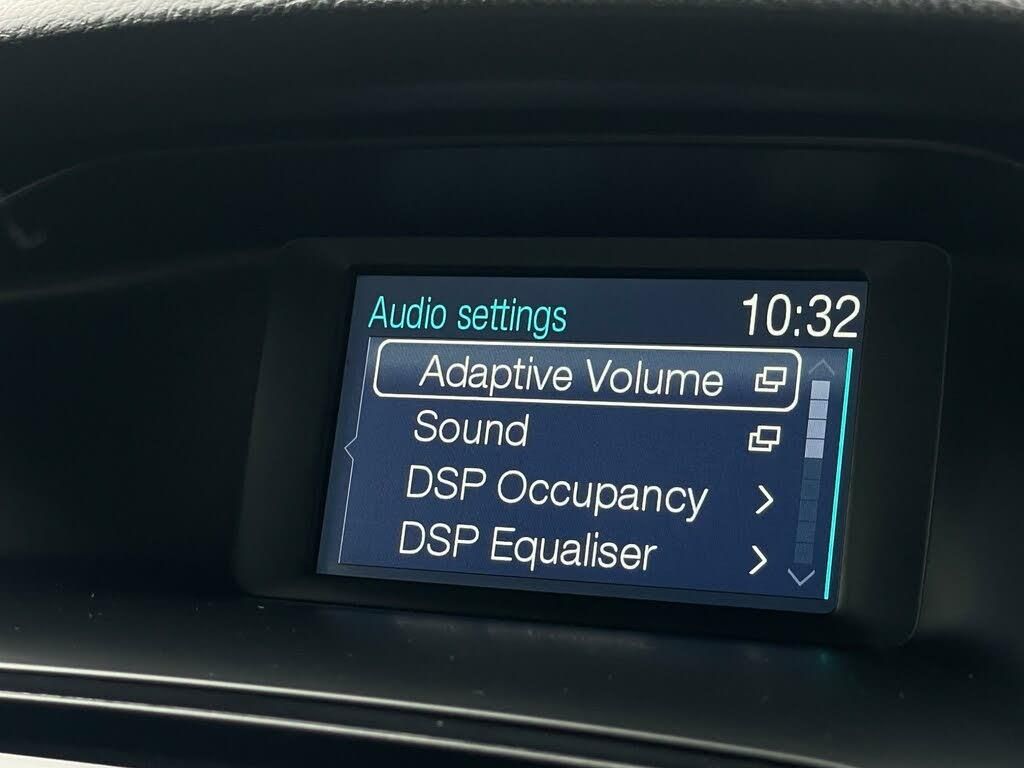 Audio settings 10:32
Adaptive Volume
Sound
DSP Occupancy
DSP Equaliser